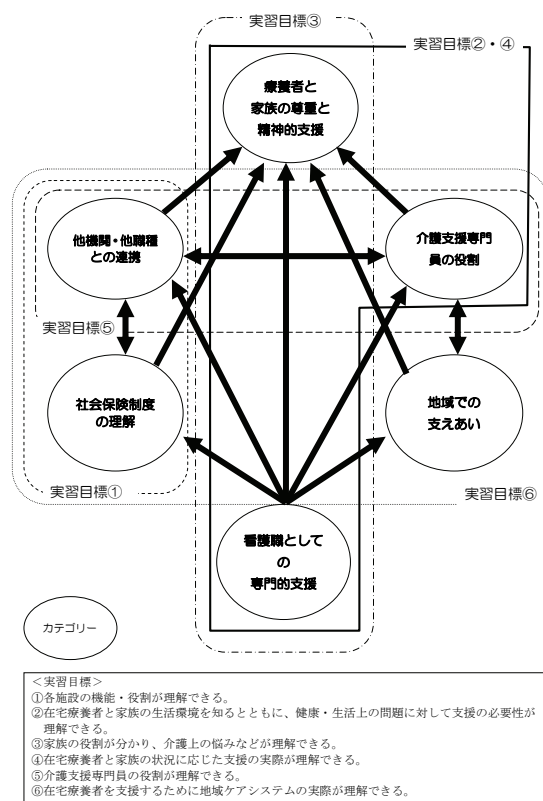 実習目標③
実習目標②・④
療養者と
家族の尊重と
精神的支援
他機関・他職種
との連携
介護支援専門
員の役割
実習目標⑤
社会保険制度
の理解
地域での
支えあい
実習目標①
実習目標⑥
看護職として
の
専門的支援
カテゴリー
＜実習目標＞
①各施設の機能・役割が理解できる。
②在宅療養者と家族の生活環境を知るとともに、健康・生活上の問題に対して支援の必要性が
理解できる。
③家族の役割が分かり、介護上の悩みなどが理解できる。
④在宅療養者と家族の状況に応じた支援の実際が理解できる。
⑤介護支援専門員の役割が理解できる。
⑥在宅療養者を支援するために地域ケアシステムの実際が理解できる。